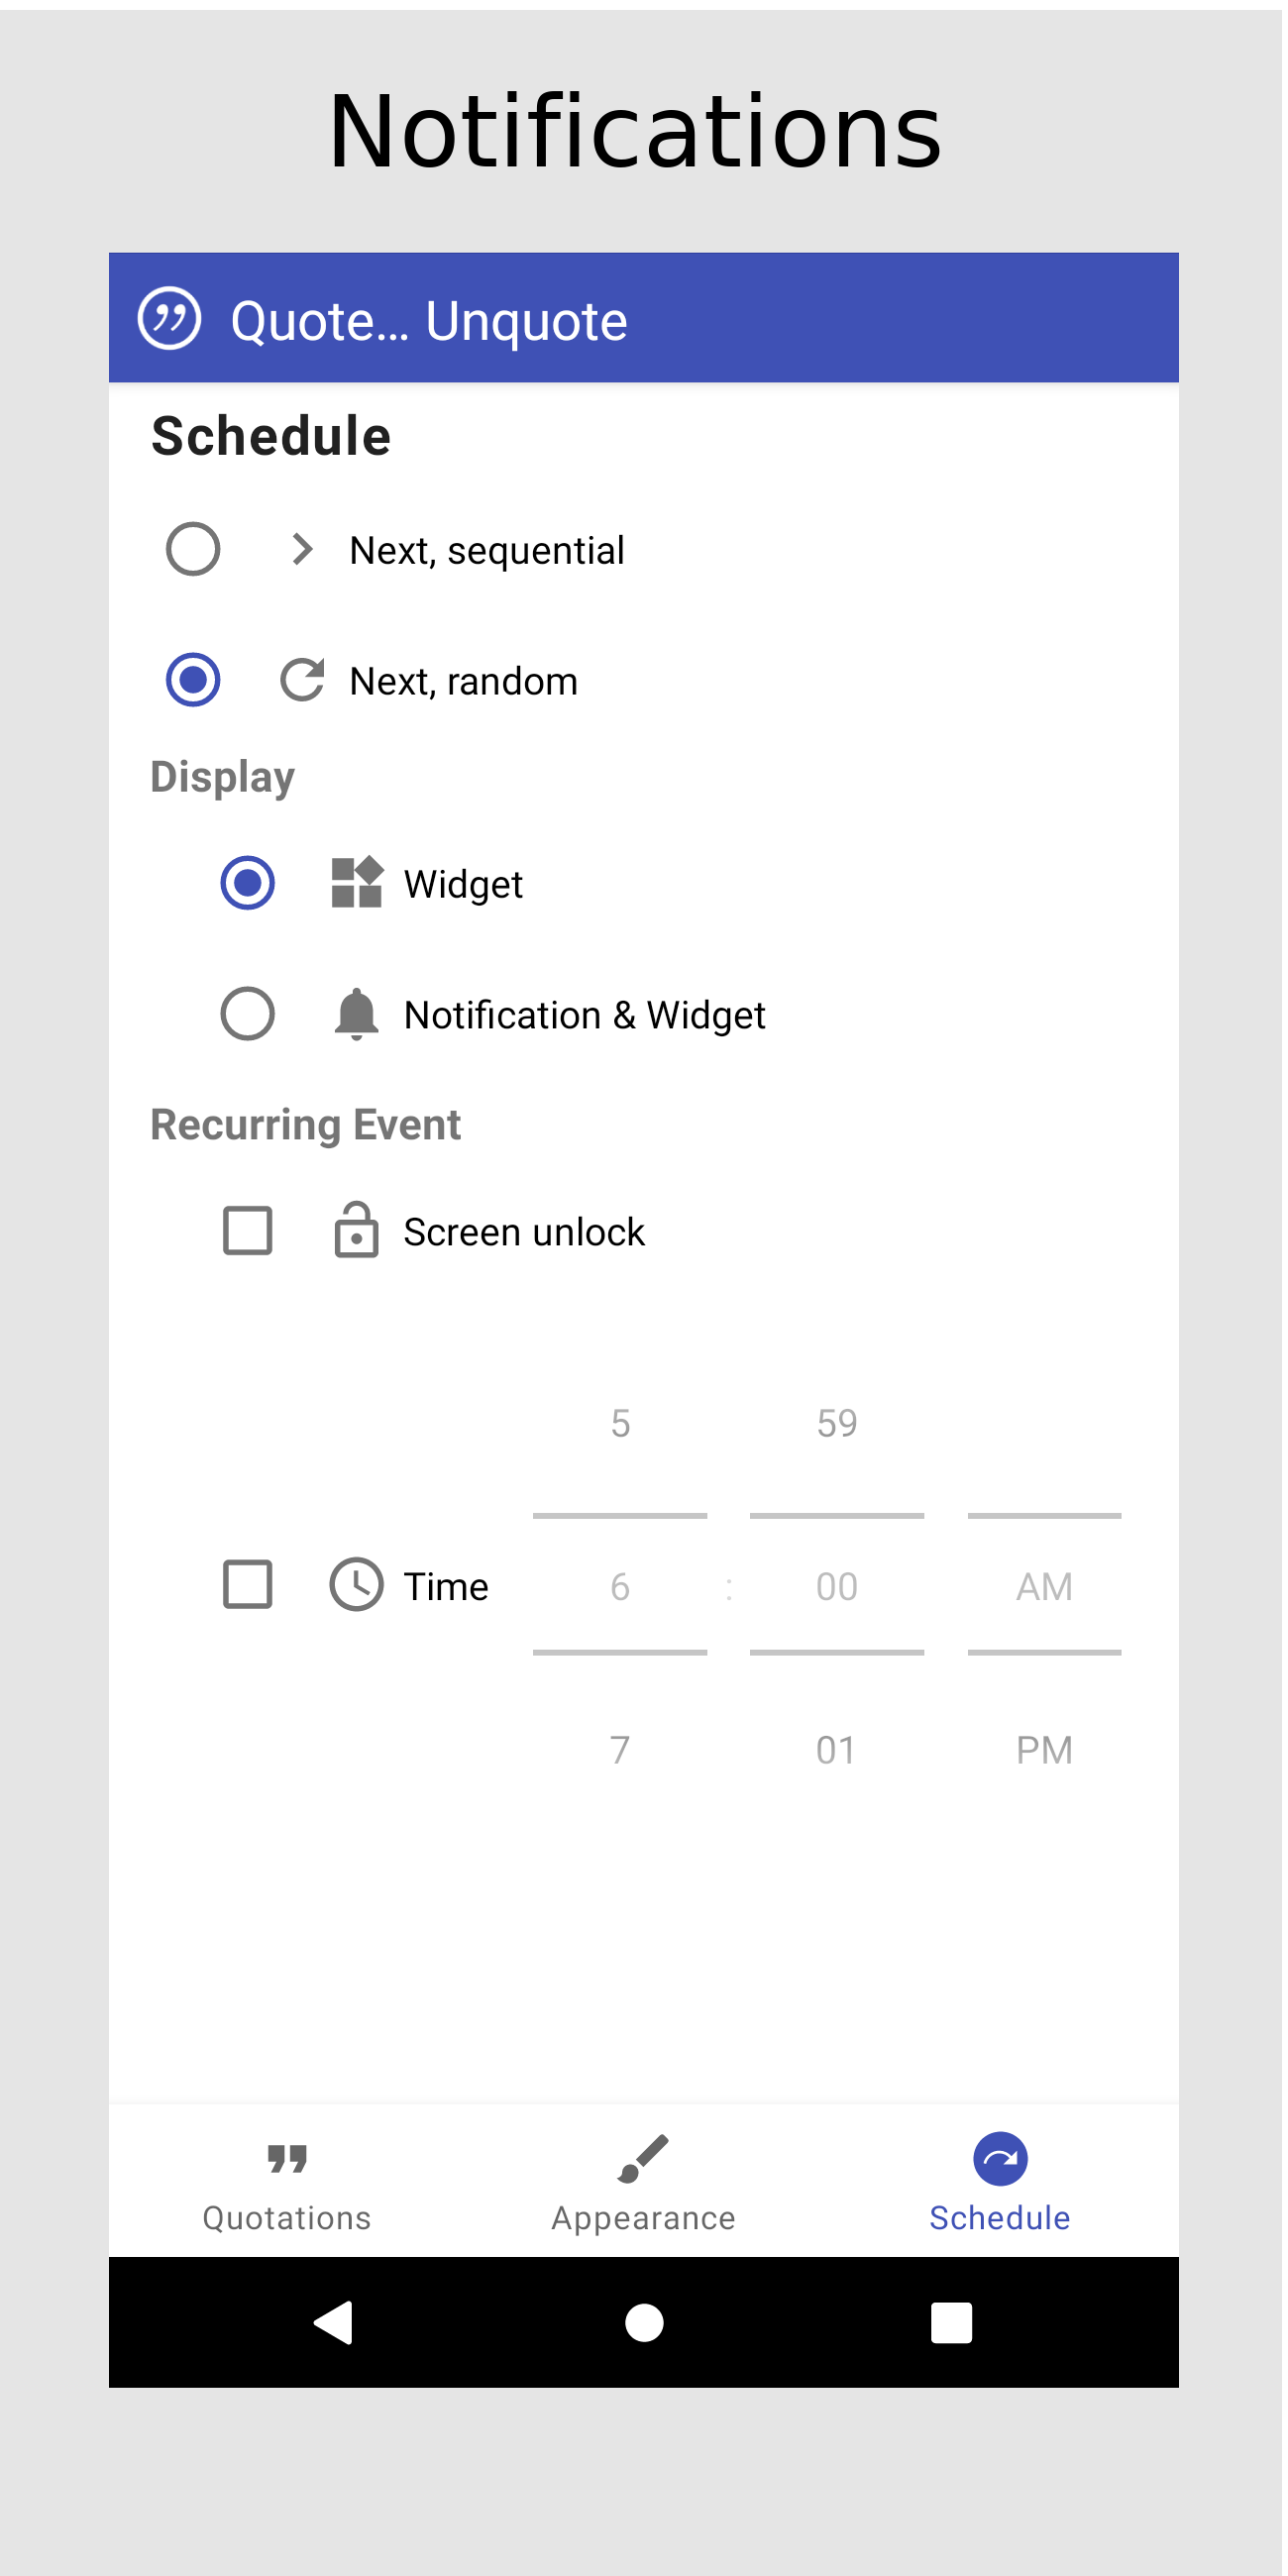 Notifications
Quote... Unquote
Schedule
Next, sequential
Next, random
Display
Widget
Notification & Widget
Recurring Event
Screen unlock
5 59
Time 6 : 00 AM
7 01 PM
Quotations Appearance Schedule